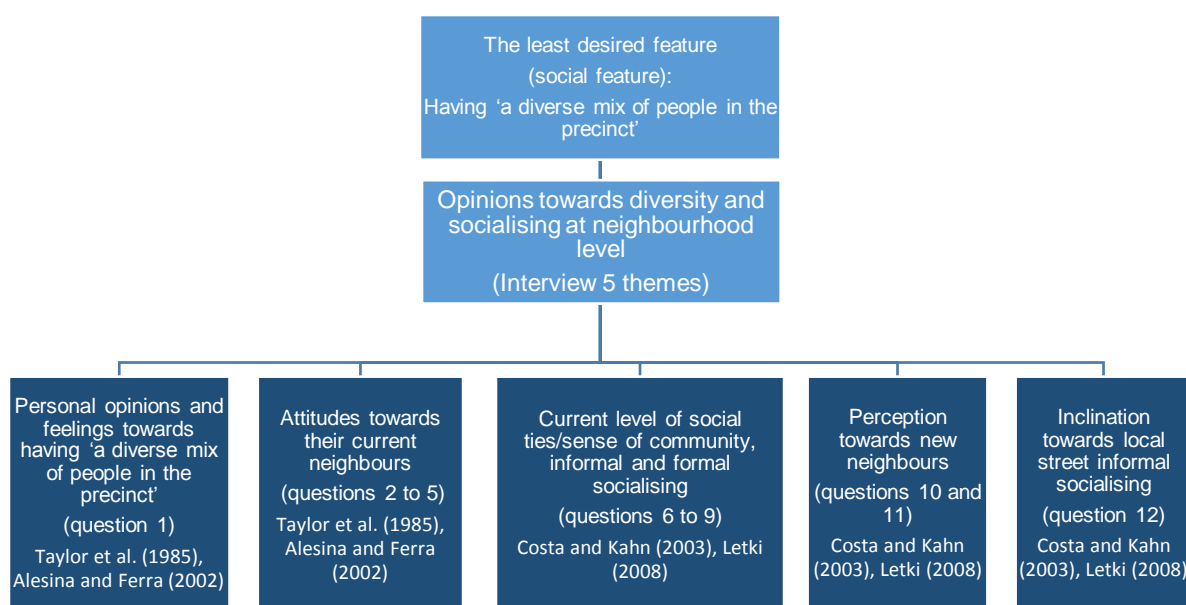 The least desired feature
(social feature):
Having ‘a diverse mix of people in the
precinct’
Opinions towards diversity and
socialising at neighbourhood
level
(Interview 5 themes)
Personal opinions and
feelings towards
having ‘a diverse mix
of people in the
precinct’
(question 1)
Taylor et al. (1985),
Alesina and Ferra (2002)
Attitudes towards
their current
neighbours
(questions 2 to 5)
Taylor et al. (1985),
Alesina and Ferra
(2002)
Current level of social
ties/sense of community,
informal and formal
socialising
(questions 6 to 9)
Costa and Kahn (2003), Letki
(2008)
Perception
towards new
neighbours
(questions 10 and
11)
Costa and Kahn
(2003), Letki (2008)
Inclination
towards local
street informal
socialising
(question 12)
Costa and Kahn
(2003), Letki (2008)